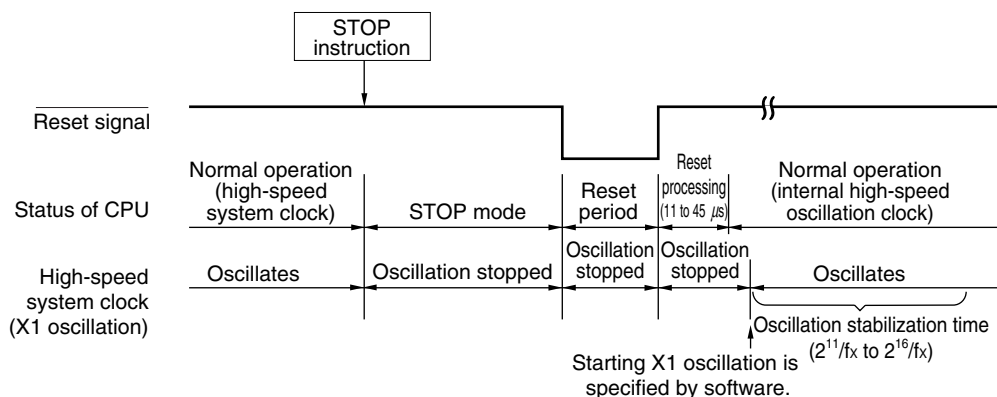 STOP
instruction
Reset signal
Status of CPU
Normal operation
(high-speed
system clock)
STOP mode
Reset
period
Reset
processing
(11 to 45 μs)
Normal operation
(internal high-speed
oscillation clock)
High-speed
system clock
(X1 oscillation)
Oscillates
Oscillation stopped
Oscillation
stopped
Oscillation
stopped
Oscillates
Oscillation stabilization time
(2¹¹/fx to 2¹⁶/fx)
Starting X1 oscillation is
specified by software.